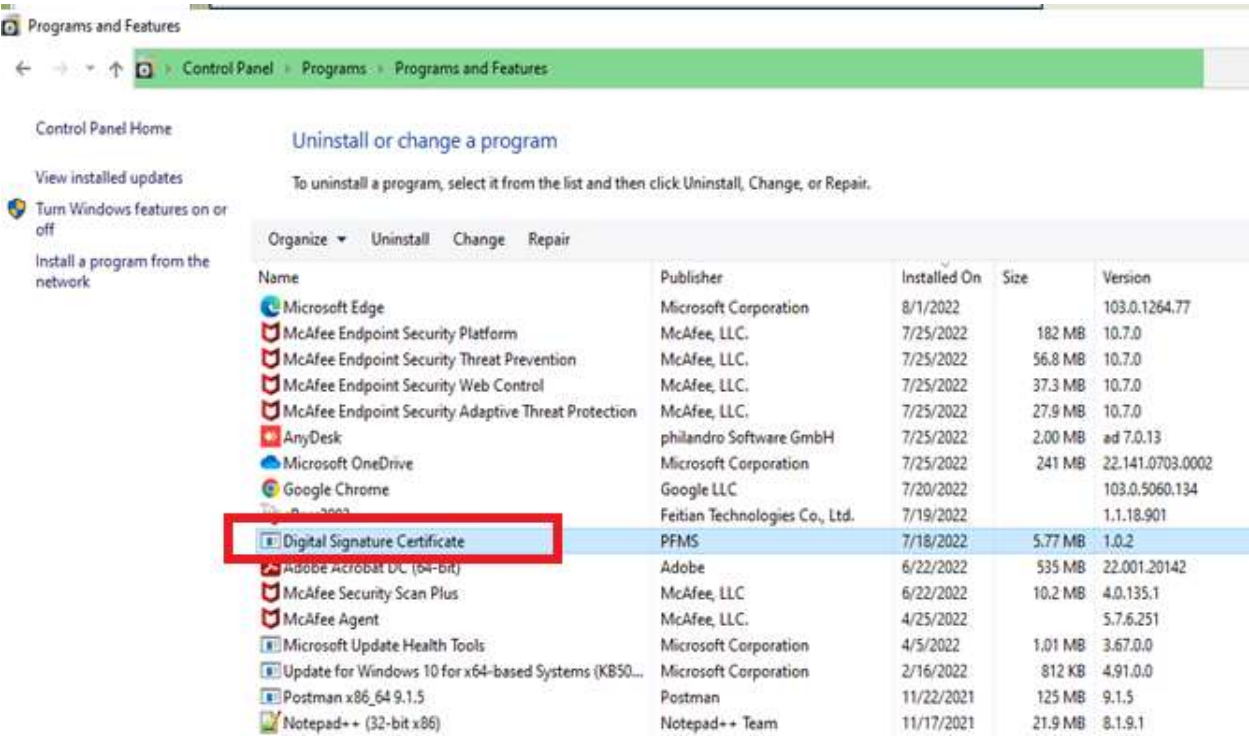 Programs and Features
Control Panel Programs Programs and Features
Control Panel Home
View installed updates
Turn Windows features on or
off
Install a program from the
network
Uninstall or change a program
To uninstall a program, select it from the list and then click Uninstall, Change, or Repair.
Organize Uninstall Change Repair
Name Publisher Installed On Size Version
Microsoft Edge Microsoft Corporation 8/1/2022 103.0.1264.77
McAfee Endpoint Security Platform McAfee, LLC. 7/25/2022 182 MB 10.7.0
McAfee Endpoint Security Threat Prevention McAfee, LLC. 7/25/2022 56.8 MB 10.7.0
McAfee Endpoint Security Web Control McAfee, LLC. 7/25/2022 37.3 MB 10.7.0
McAfee Endpoint Security Adaptive Threat Protection McAfee, LLC. 7/25/2022 27.9 MB 10.7.0
AnyDesk philandro Software GmbH 7/25/2022 2.00 MB ad 7.0.13
Microsoft OneDrive Microsoft Corporation 7/25/2022 241 MB 22.141.0703.0002
Google Chrome Google LLC 7/20/2022 103.0.5060.134
Feitian Technologies Co., Ltd. 7/19/2022 1.1.18.901
Digital Signature Certificate PFMS 7/18/2022 5.77 MB 1.0.2
Adobe Acrobat DC (64-bit) Adobe 6/22/2022 535 MB 22.001.20142
McAfee Security Scan Plus McAfee, LLC 6/22/2022 10.2 MB 4.0.135.1
McAfee Agent McAfee, LLC. 4/25/2022 5.7.6.251
Microsoft Update Health Tools Microsoft Corporation 4/5/2022 1.01 MB 3.67.0.0
Update for Windows 10 for x64-based Systems (KB50... Microsoft Corporation 2/16/2022 812 KB 4.91.0.0
Postman x86_64 9.1.5 Postman 11/22/2021 125 MB 9.1.5
Notepad++ (32-bit x86) Notepad++ Team 11/17/2021 21.9 MB 8.1.9.1